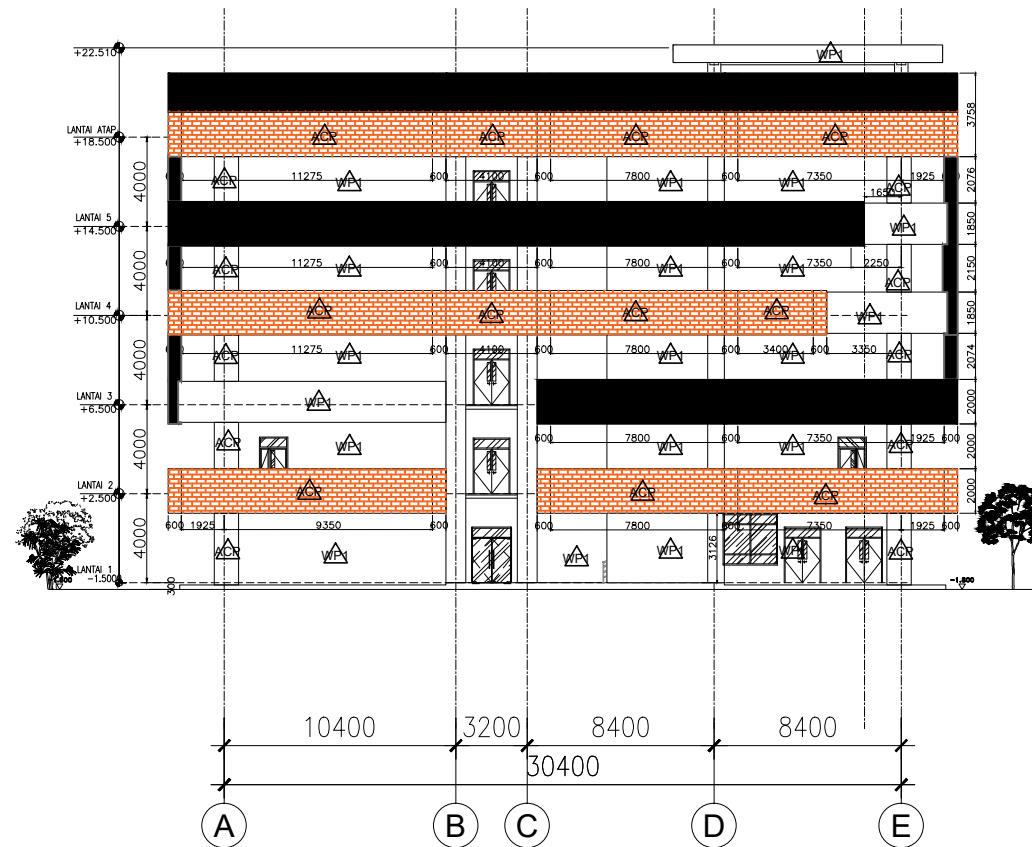 +22.510
WP1
LANTAI ATAP
+18.500
ACP ACP ACP ACP
3758
ACP 11275 WP1 600 4100 600 7800 WP1 600 WP1 7350 ACP 1925
2076
4000
LANTAI 5
+14.500
WP1
1850
4000
ACP 11275 WP1 600 4100 600 7800 WP1 600 WP1 7350 2250 ACP
2150
LANTAI 4
+10.500
ACP ACP ACP ACP WP1
1850
4000
ACP 11275 WP1 600 4100 600 7800 WP1 600 3400 WP1 600 3350 ACP
2074
LANTAI 3
+6.500
WP1
2000
4000
ACP WP1 600 7800 WP1 600 WP1 7350 ACP 1925 600
2000
LANTAI 2
+2.500
ACP ACP ACP
2000
4000
600 1925 9350 600 600 7800 600 7350 1925 600
ACP WP1 WP1 WP1 3126 WP1 ACP
LANTAI 1
-1.500
300
10400 3200 8400 8400
30400
A B C D E